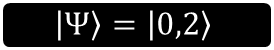 |Ψ⟩ = |0,2⟩